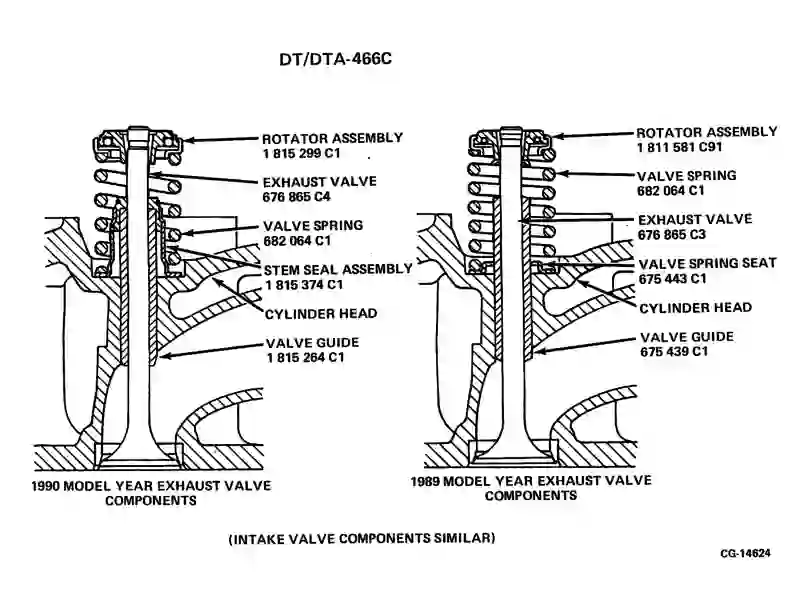 DT/DTA-466C
ROTATOR ASSEMBLY
1 815 299 C1
EXHAUST VALVE
676 865 C4
VALVE SPRING
682 064 C1
STEM SEAL ASSEMBLY
1 815 374 C1
CYLINDER HEAD
VALVE GUIDE
1 815 264 C1
1990 MODEL YEAR EXHAUST VALVE
COMPONENTS
ROTATOR ASSEMBLY
1 811 581 C91
VALVE SPRING
682 064 C1
EXHAUST VALVE
676 865 C3
VALVE SPRING SEAT
675 443 C1
CYLINDER HEAD
VALVE GUIDE
675 439 C1
1989 MODEL YEAR EXHAUST VALVE
COMPONENTS
(INTAKE VALVE COMPONENTS SIMILAR)
CG-14624